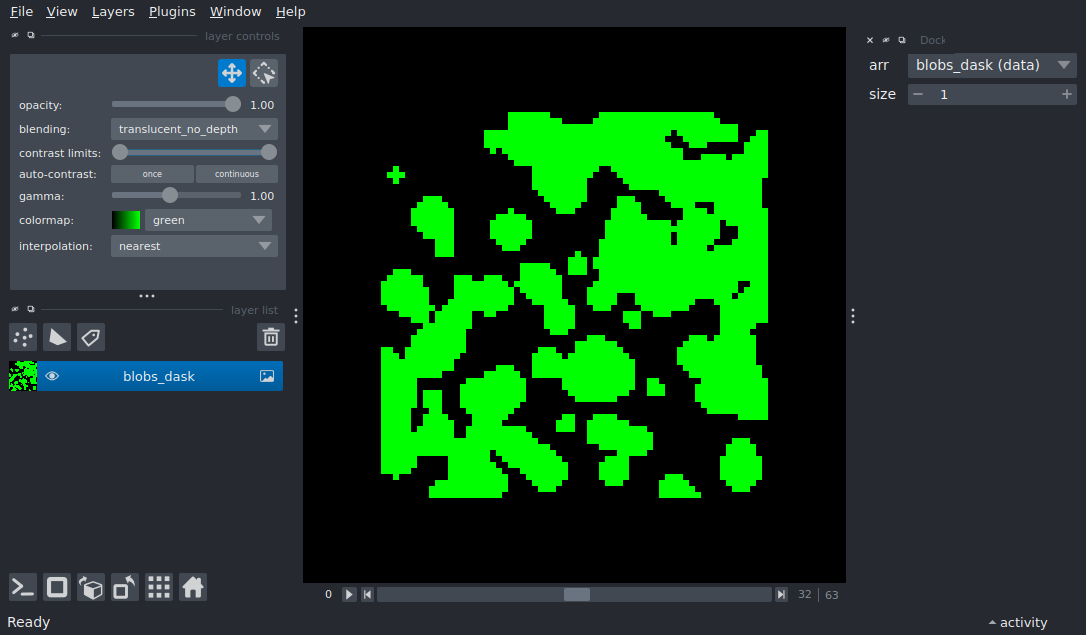 File View Layers Plugins Window Help
layer controls
opacity: 1.00
blending: translucent_no_depth
contrast limits:
auto-contrast: once continuous
gamma: 1.00
colormap: green
interpolation: nearest
layer list
blobs_dask
0 32 63
Ready
activity
Dock
arr blobs_dask (data)
size 1